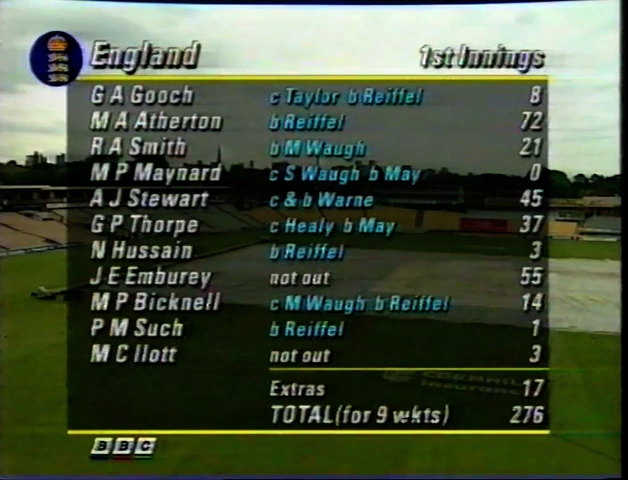 England 1st Innings
G A Gooch c Taylor b Reiffel 8
M A Atherton b Reiffel 72
R A Smith b M Waugh 21
M P Maynard c S Waugh b May 0
A J Stewart c & b Warne 45
G P Thorpe c Healy b May 37
N Hussain b Reiffel 3
J E Emburey not out 55
M P Bicknell c M Waugh b Reiffel 14
P M Such b Reiffel 1
M C Ilott not out 3
CORNHILL
Insurance
Extras 17
TOTAL (for 9 wkts) 276
BBC